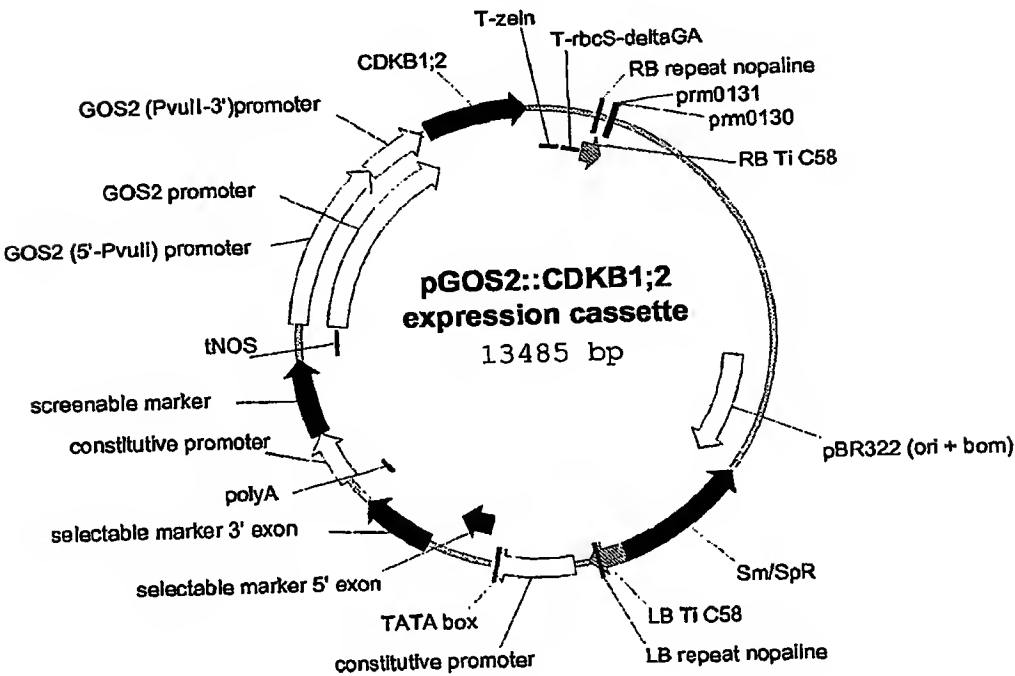 T-zein
T-rbcS-deltaGA
CDKB1;2
RB repeat nopaline
GOS2 (PvuII-3')promoter
prm0131
prm0130
RB Ti C58
GOS2 promoter
GOS2 (5'-PvuII) promoter
pGOS2::CDKB1;2
expression cassette
13485 bp
tNOS
screenable marker
constitutive promoter
pBR322 (ori + bom)
polyA
selectable marker 3' exon
Sm/SpR
selectable marker 5' exon
LB Ti C58
TATA box
LB repeat nopaline
constitutive promoter